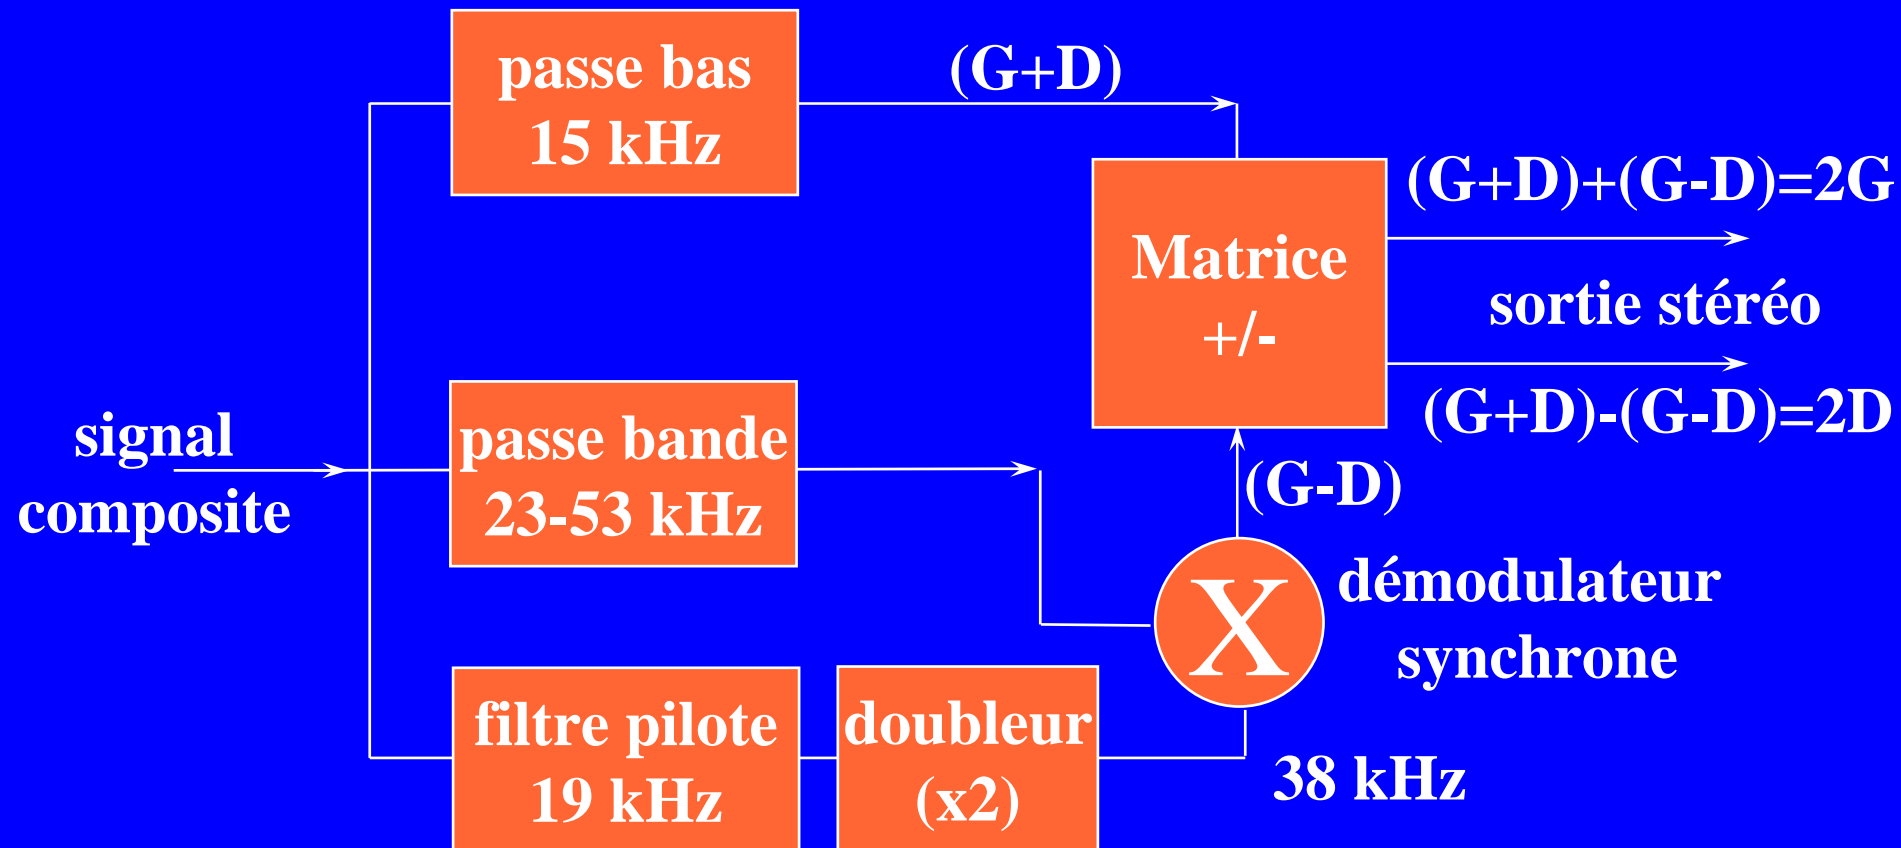 passe bas
15 kHz
(G+D)
(G+D)+(G-D)=2G
Matrice
+/-
sortie stéréo
(G+D)-(G-D)=2D
signal
composite
passe bande
23-53 kHz
(G-D)
X
démodulateur
synchrone
filtre pilote
19 kHz
doubleur
(x2)
38 kHz